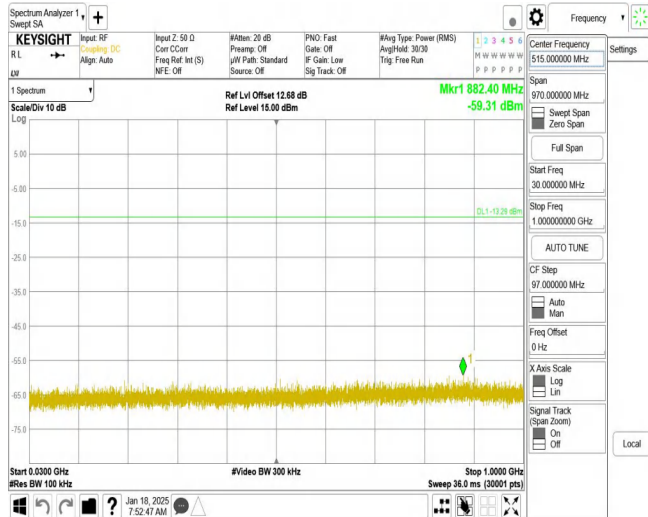 Spectrum Analyzer 1
Swept SA
+
Frequency
KEYSIGHT
RL
LXI
Input: RF
Coupling: DC
Align: Auto
Input Z: 50 Ω
Corr CCorr
Freq Ref: Int (S)
NFE: Off
#Atten: 20 dB
Preamp: Off
µW Path: Standard
Source: Off
PNO: Fast
Gate: Off
IF Gain: Low
Sig Track: Off
#Avg Type: Power (RMS)
Avg|Hold: 30/30
Trig: Free Run
1 2 3 4 5 6
M W W W W W
P P P P P P
1 Spectrum
Scale/Div 10 dB
Log
Ref Lvl Offset 12.68 dB
Ref Level 15.00 dBm
Mkr1 882.40 MHz
-59.31 dBm
5.00
-5.00
-15.0
-25.0
-35.0
-45.0
-55.0
-65.0
-75.0
DL1 -13.29 dBm
1
Start 0.0300 GHz
#Res BW 100 kHz
#Video BW 300 kHz
Stop 1.0000 GHz
Sweep 36.0 ms (30001 pts)
Center Frequency
515.000000 MHz
Settings
Span
970.000000 MHz
Swept Span
Zero Span
Full Span
Start Freq
30.000000 MHz
Stop Freq
1.000000000 GHz
AUTO TUNE
CF Step
97.000000 MHz
Auto
Man
Freq Offset
0 Hz
X Axis Scale
Log
Lin
Signal Track
(Span Zoom)
On
Off
Local
?
Jan 18, 2025
7:52:47 AM